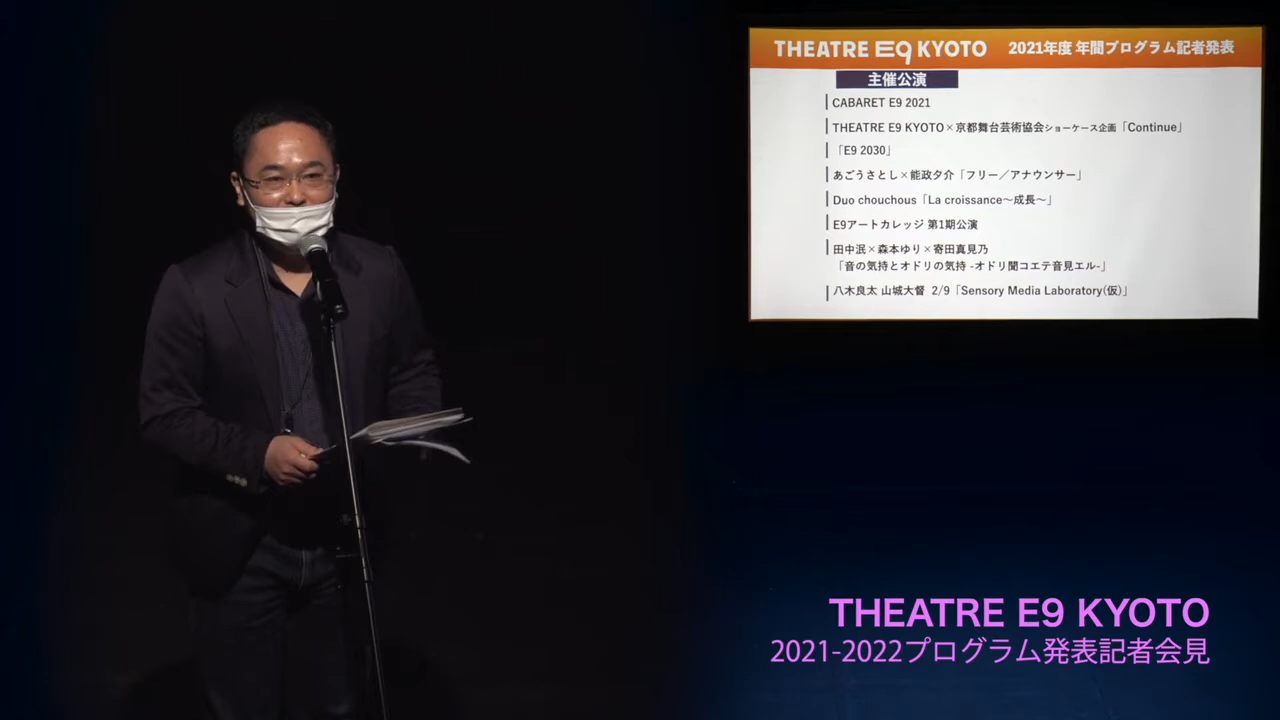 THEATRE E9 KYOTO 2021年度 年間プログラム記者発表
主催公演
CABARET E9 2021
THEATRE E9 KYOTO×京都舞台芸術協会ショーケース企画「Continue」
「E9 2030」
あごうさとし×能政夕介「フリー／アナウンサー」
Duo chouchous「La croissance～成長～」
E9アートカレッジ 第1期公演
田中泯×森本ゆり×寄田真見乃
「音の気持とオドリの気持 -オドリ聞コエテ音見エル-」
八木良太 山城大督 2/9「Sensory Media Laboratory(仮)」
THEATRE E9 KYOTO
2021-2022プログラム発表記者会見